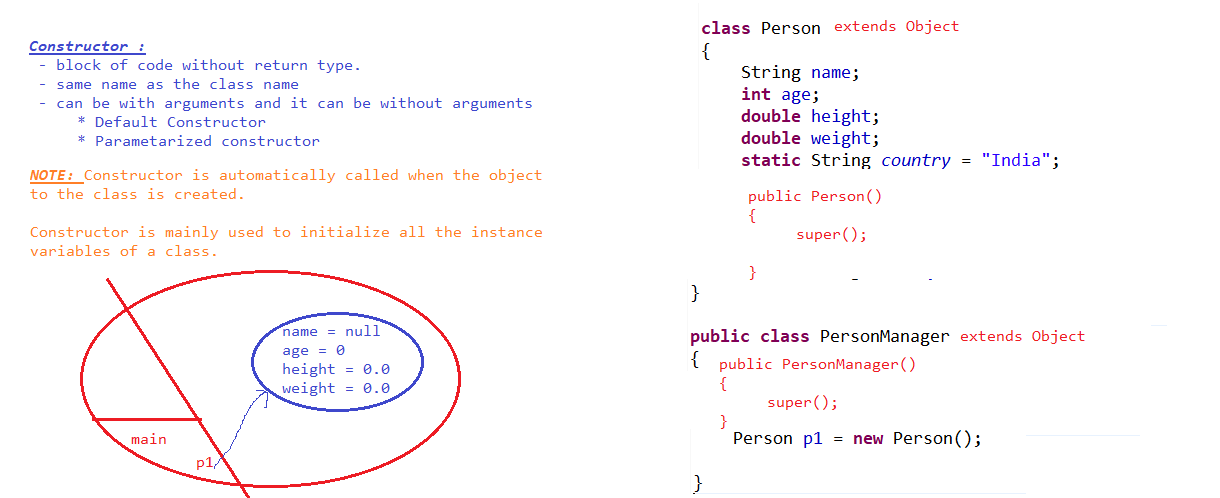 Constructor :
- block of code without return type.
- same name as the class name
- can be with arguments and it can be without arguments
* Default Constructor
* Parametarized constructor
NOTE: Constructor is automatically called when the object
to the class is created.
Constructor is mainly used to initialize all the instance
variables of a class.
name = null
age = 0
height = 0.0
weight = 0.0
main
p1
class Person extends Object
{
String name;
int age;
double height;
double weight;
static String country = "India";
public Person()
{
super();
}
}
public class PersonManager extends Object
{ public PersonManager()
{
super();
}
Person p1 = new Person();
}